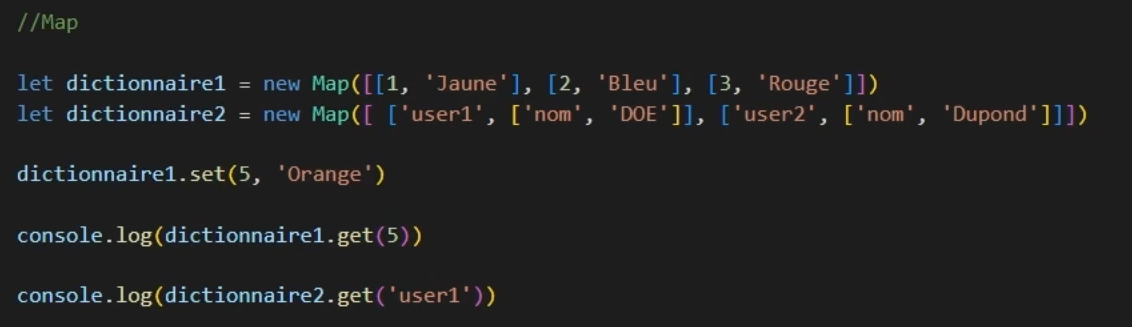 //Map
let dictionnaire1 = new Map([[1, 'Jaune'], [2, 'Bleu'], [3, 'Rouge']])
let dictionnaire2 = new Map([ ['user1', ['nom', 'DOE']], ['user2', ['nom', 'Dupond']]])
dictionnaire1.set(5, 'Orange')
console.log(dictionnaire1.get(5))
console.log(dictionnaire2.get('user1'))